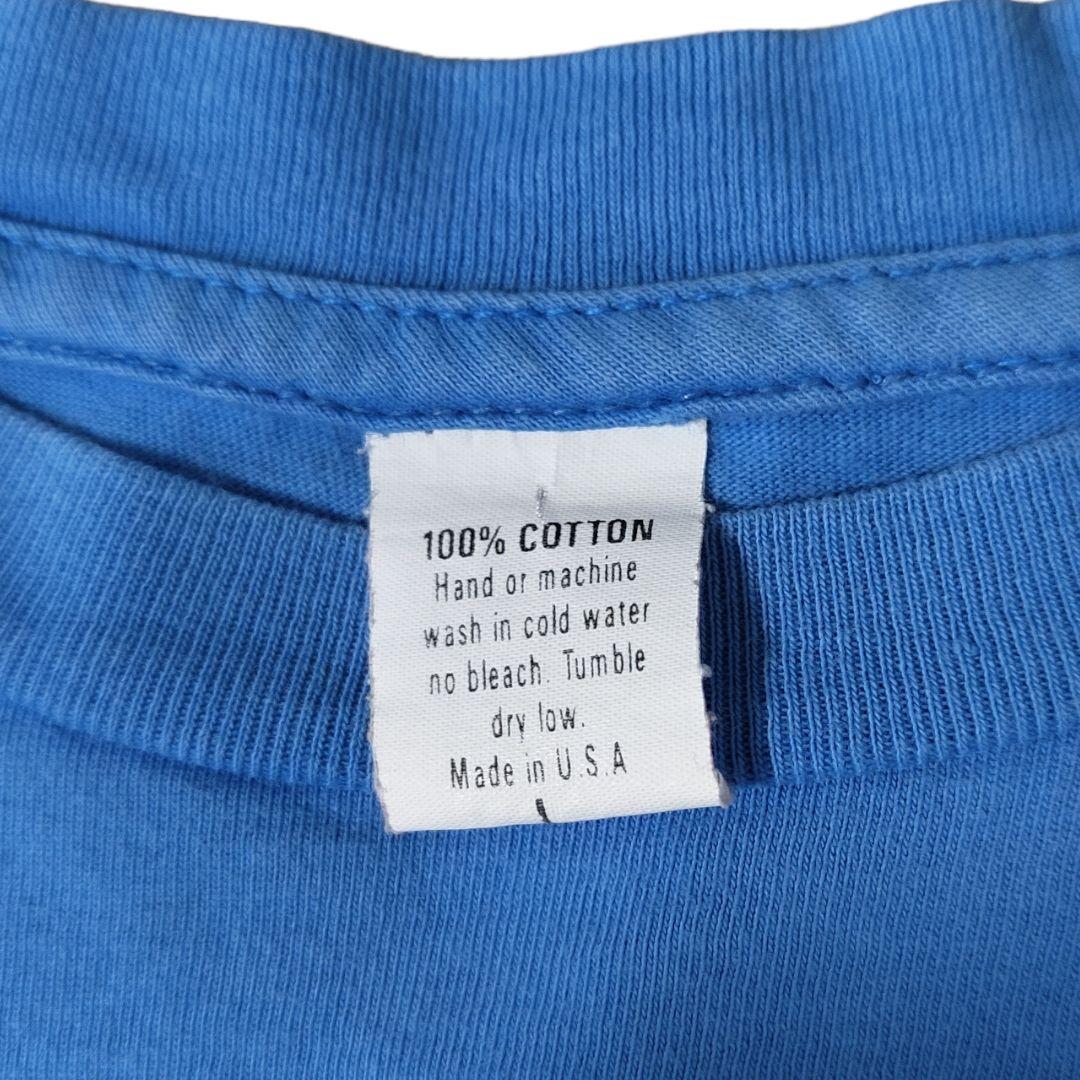 100% COTTON
Hand or machine
wash in cold water
no bleach. Tumble
dry low.
Made in U.S.A